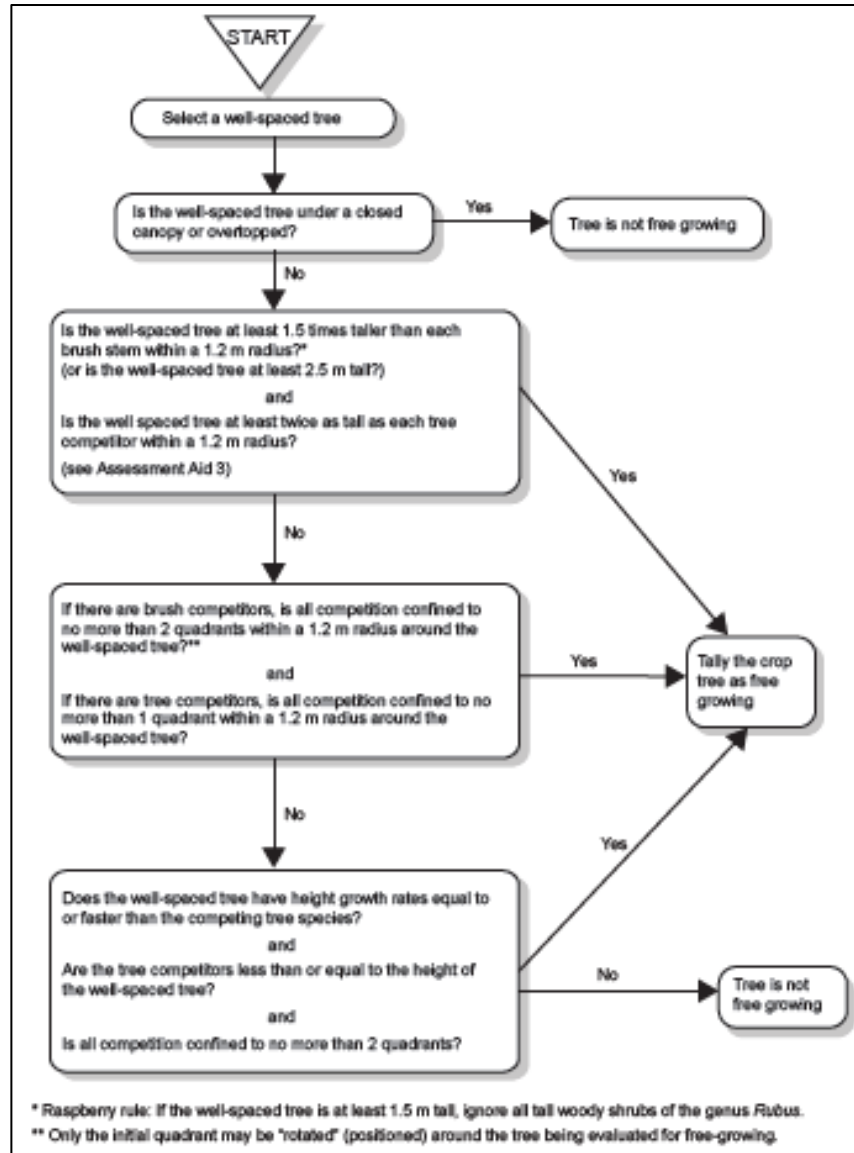 START
Select a well-spaced tree
Is the well-spaced tree under a closed
canopy or overtopped?
Yes
Tree is not free growing
No
Is the well-spaced tree at least 1.5 times taller than each
brush stem within a 1.2 m radius?*
(or is the well-spaced tree at least 2.5 m tall?)
and
Is the well spaced tree at least twice as tall as each tree
competitor within a 1.2 m radius?
(see Assessment Aid 3)
Yes
No
If there are brush competitors, is all competition confined to
no more than 2 quadrants within a 1.2 m radius around the
well-spaced tree?**
and
If there are tree competitors, is all competition confined to no
more than 1 quadrant within a 1.2 m radius around the
well-spaced tree?
Yes
Tally the crop
tree as free
growing
No
Yes
Does the well-spaced tree have height growth rates equal to
or faster than the competing tree species?
and
Are the tree competitors less than or equal to the height of
the well-spaced tree?
and
Is all competition confined to no more than 2 quadrants?
No
Tree is not
free growing
* Raspberry rule: If the well-spaced tree is at least 1.5 m tall, ignore all tall woody shrubs of the genus Rubus.
** Only the initial quadrant may be "rotated" (positioned) around the tree being evaluated for free-growing.